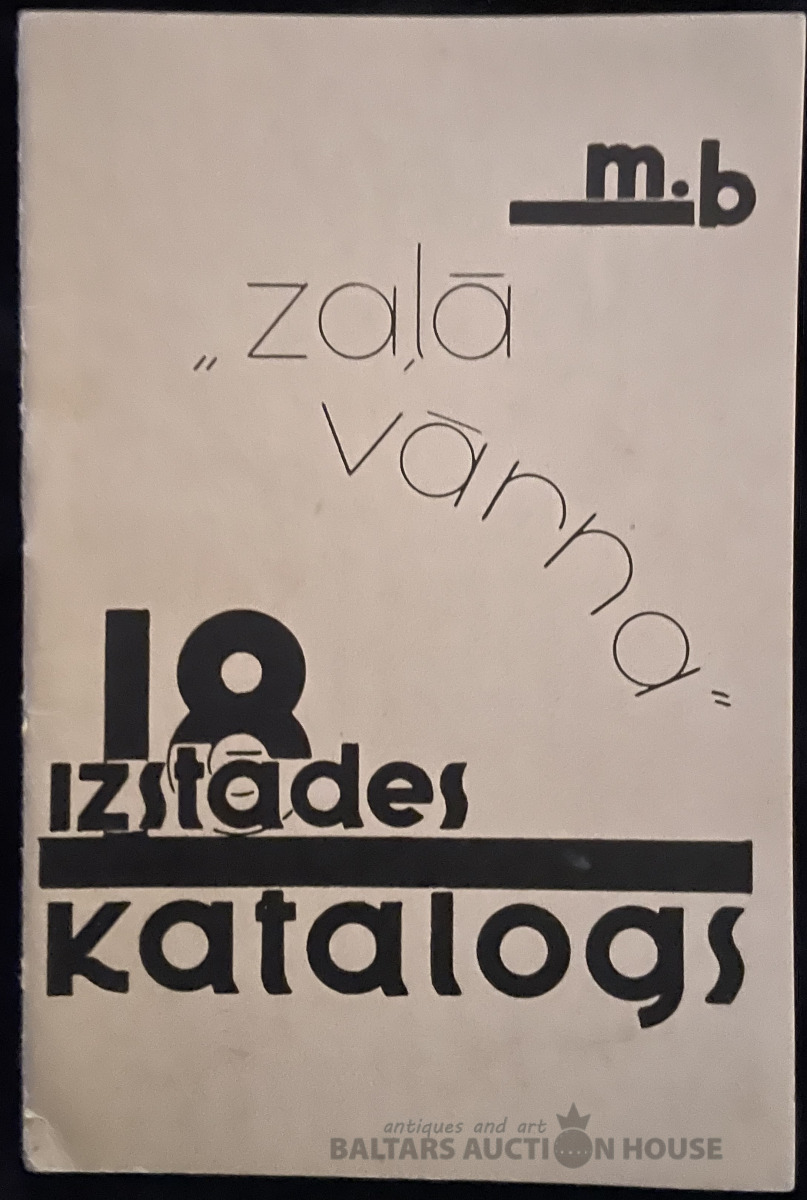 m.b
„zaļā
vārna"
18
izstādes
katalogs
antiques and art
BALTARS AUCTION HOUSE